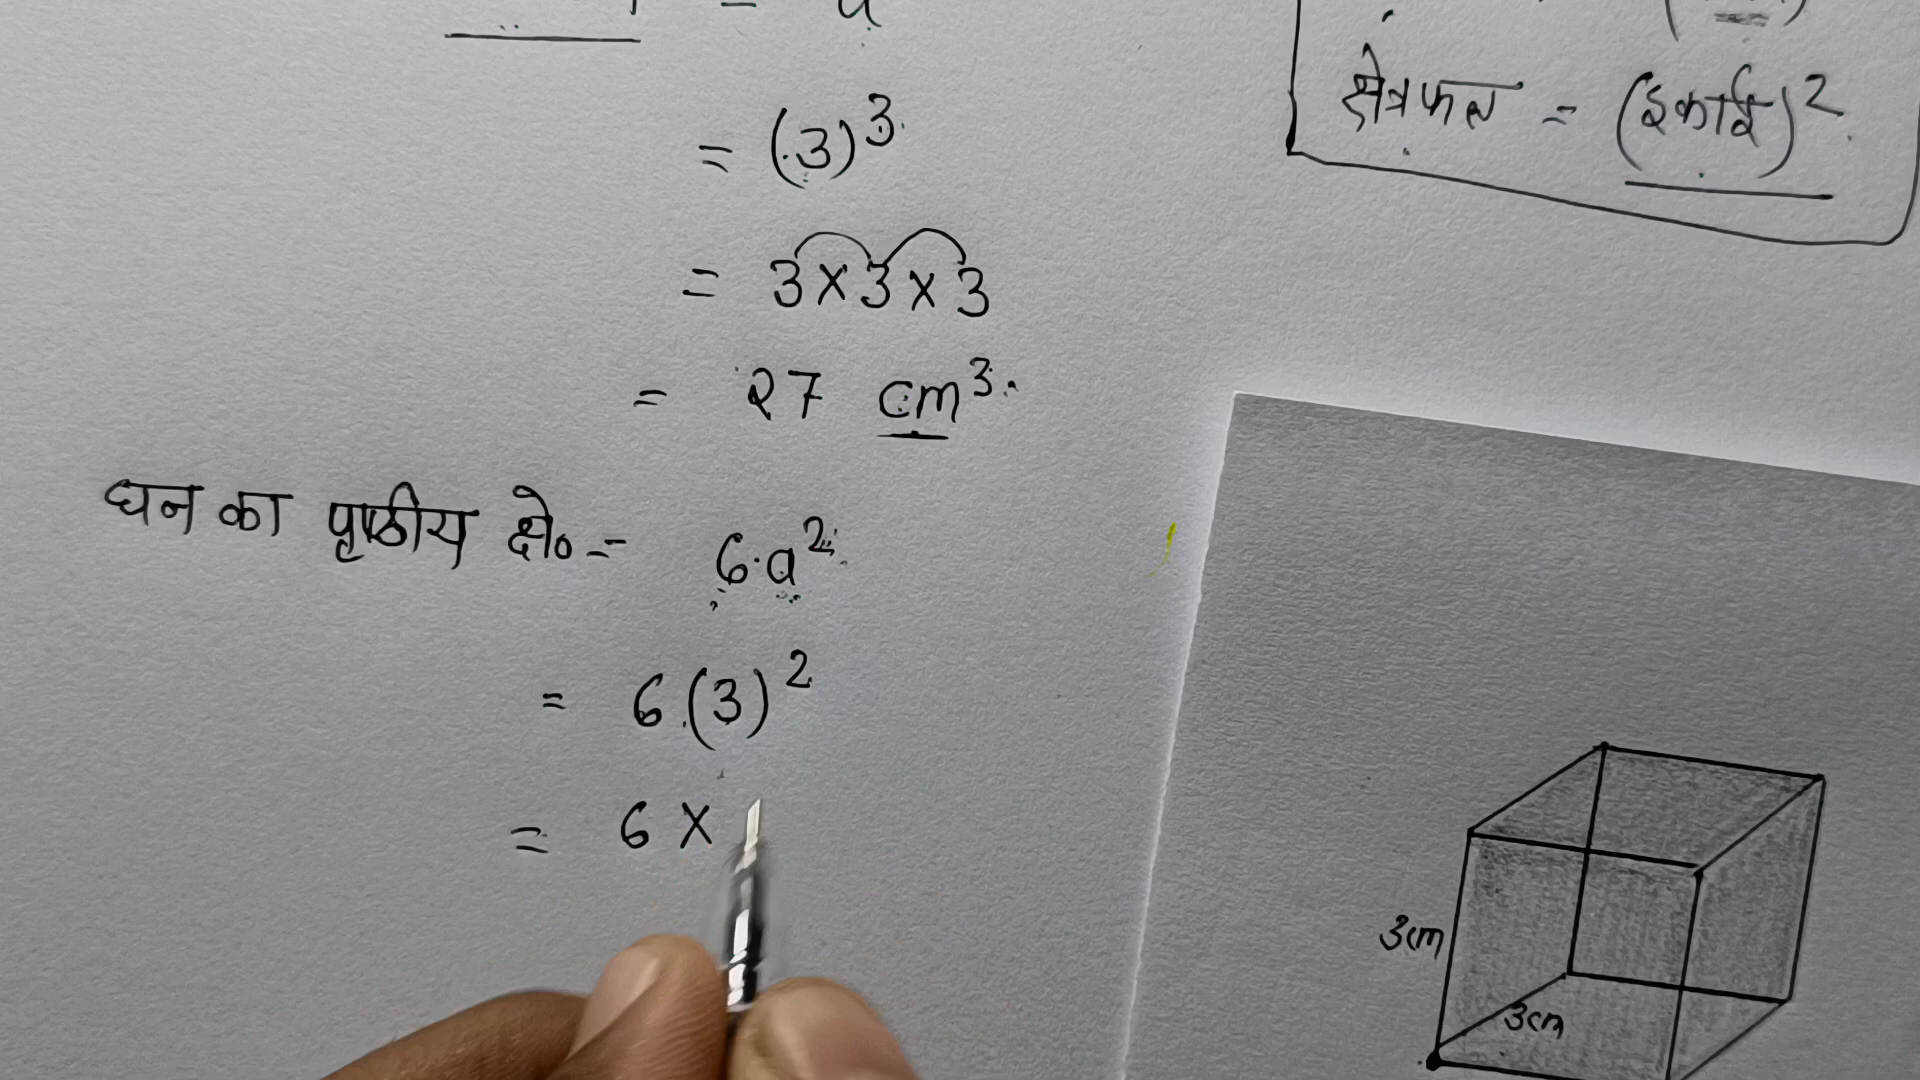 = (3)³
= 3 × 3 × 3
= 27 cm³
घन का पृष्ठीय क्षे० = 6·a²
= 6 (3)²
= 6 ×
क्षेत्रफल = (इकाई)²
3cm
3cm